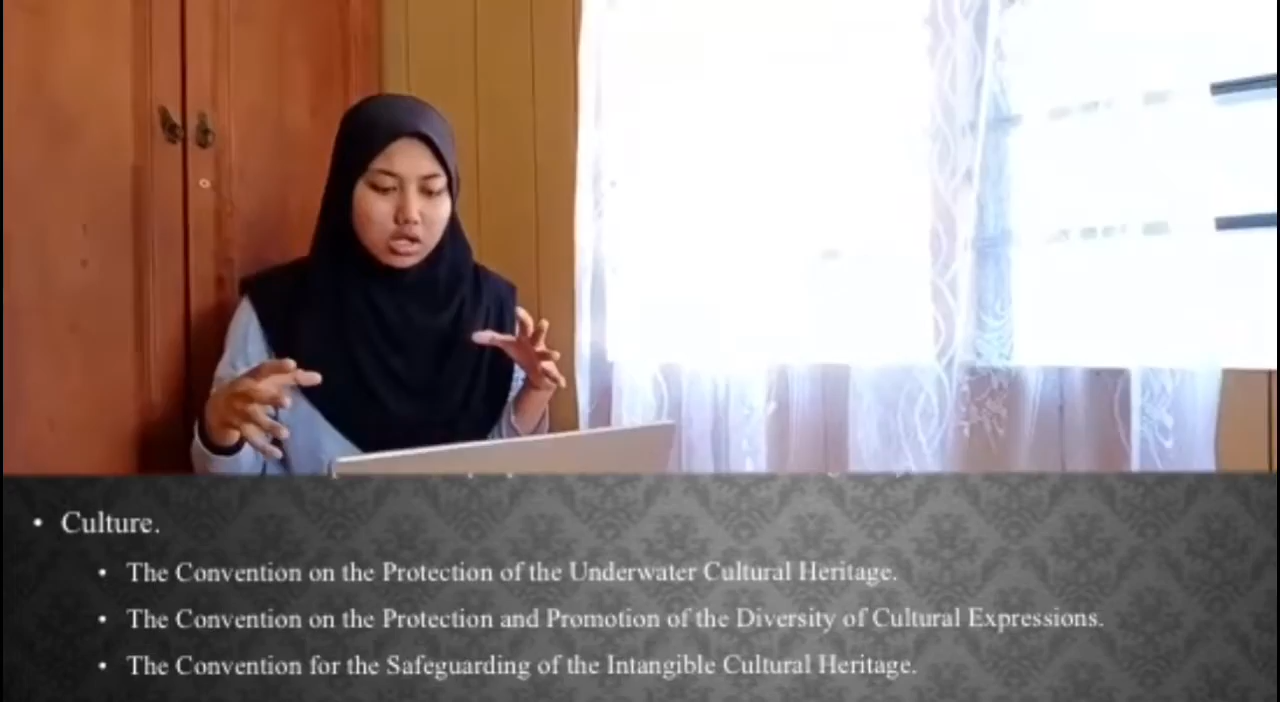 • Culture.
• The Convention on the Protection of the Underwater Cultural Heritage.
• The Convention on the Protection and Promotion of the Diversity of Cultural Expressions.
• The Convention for the Safeguarding of the Intangible Cultural Heritage.